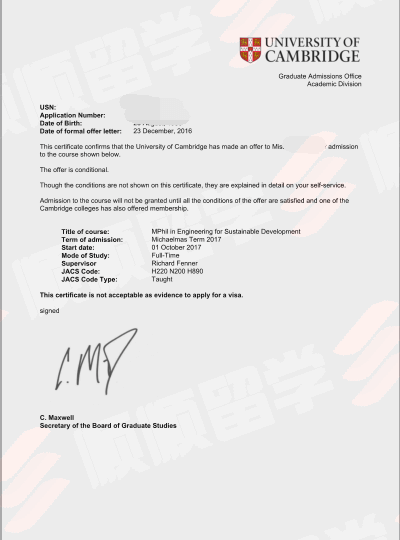 UNIVERSITY OF
CAMBRIDGE
Graduate Admissions Office
Academic Division
USN:
Application Number:
Date of Birth:
Date of formal offer letter: 23 December, 2016
This certificate confirms that the University of Cambridge has made an offer to Mis. admission
to the course shown below.
The offer is conditional.
Though the conditions are not shown on this certificate, they are explained in detail on your self-service.
Admission to the course will not be granted until all the conditions of the offer are satisfied and one of the
Cambridge colleges has also offered membership.
Title of course: MPhil in Engineering for Sustainable Development
Term of admission: Michaelmas Term 2017
Start date: 01 October 2017
Mode of Study: Full-Time
Supervisor Richard Fenner
JACS Code: H220 N200 H890
JACS Code Type: Taught
This certificate is not acceptable as evidence to apply for a visa.
signed
C. Maxwell
Secretary of the Board of Graduate Studies
顺顺留学
顺顺留学
顺顺留学